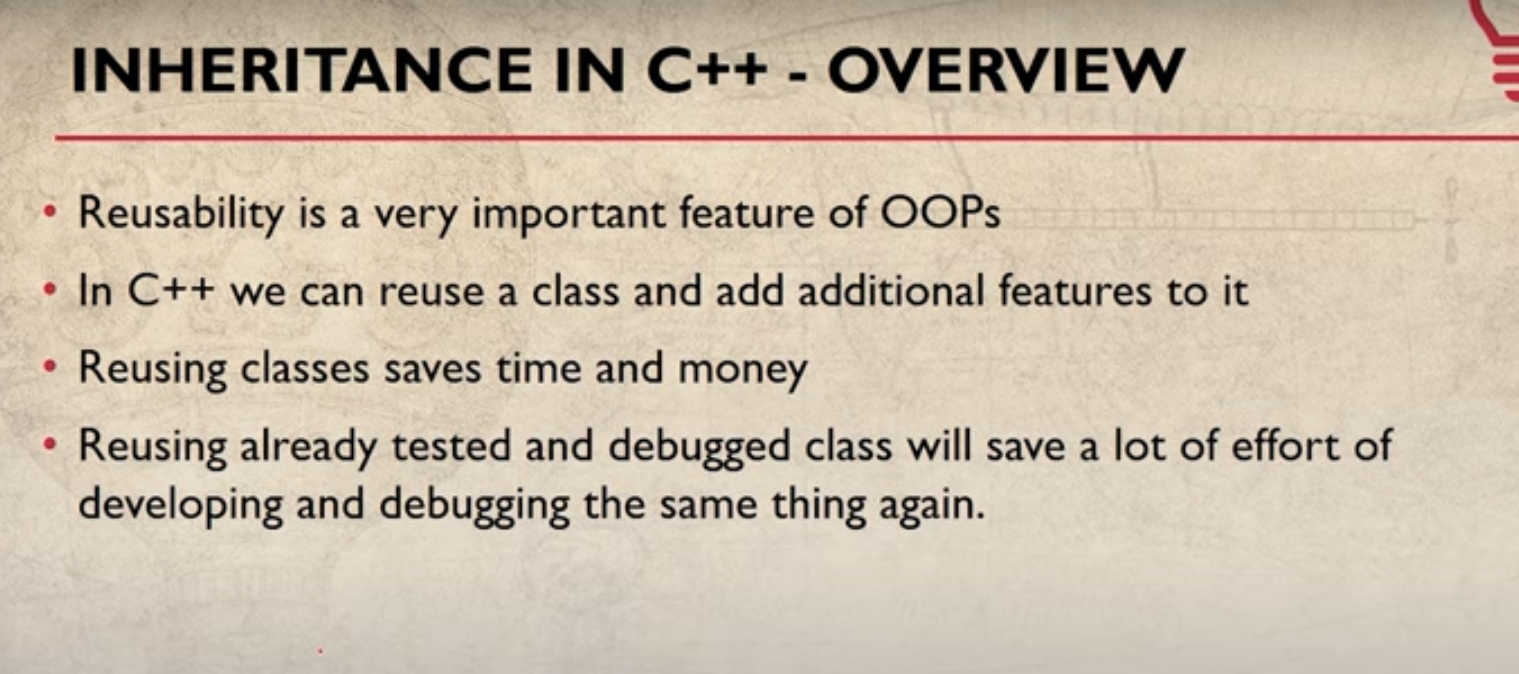 INHERITANCE IN C++ - OVERVIEW
• Reusability is a very important feature of OOPs
• In C++ we can reuse a class and add additional features to it
• Reusing classes saves time and money
• Reusing already tested and debugged class will save a lot of effort of
developing and debugging the same thing again.